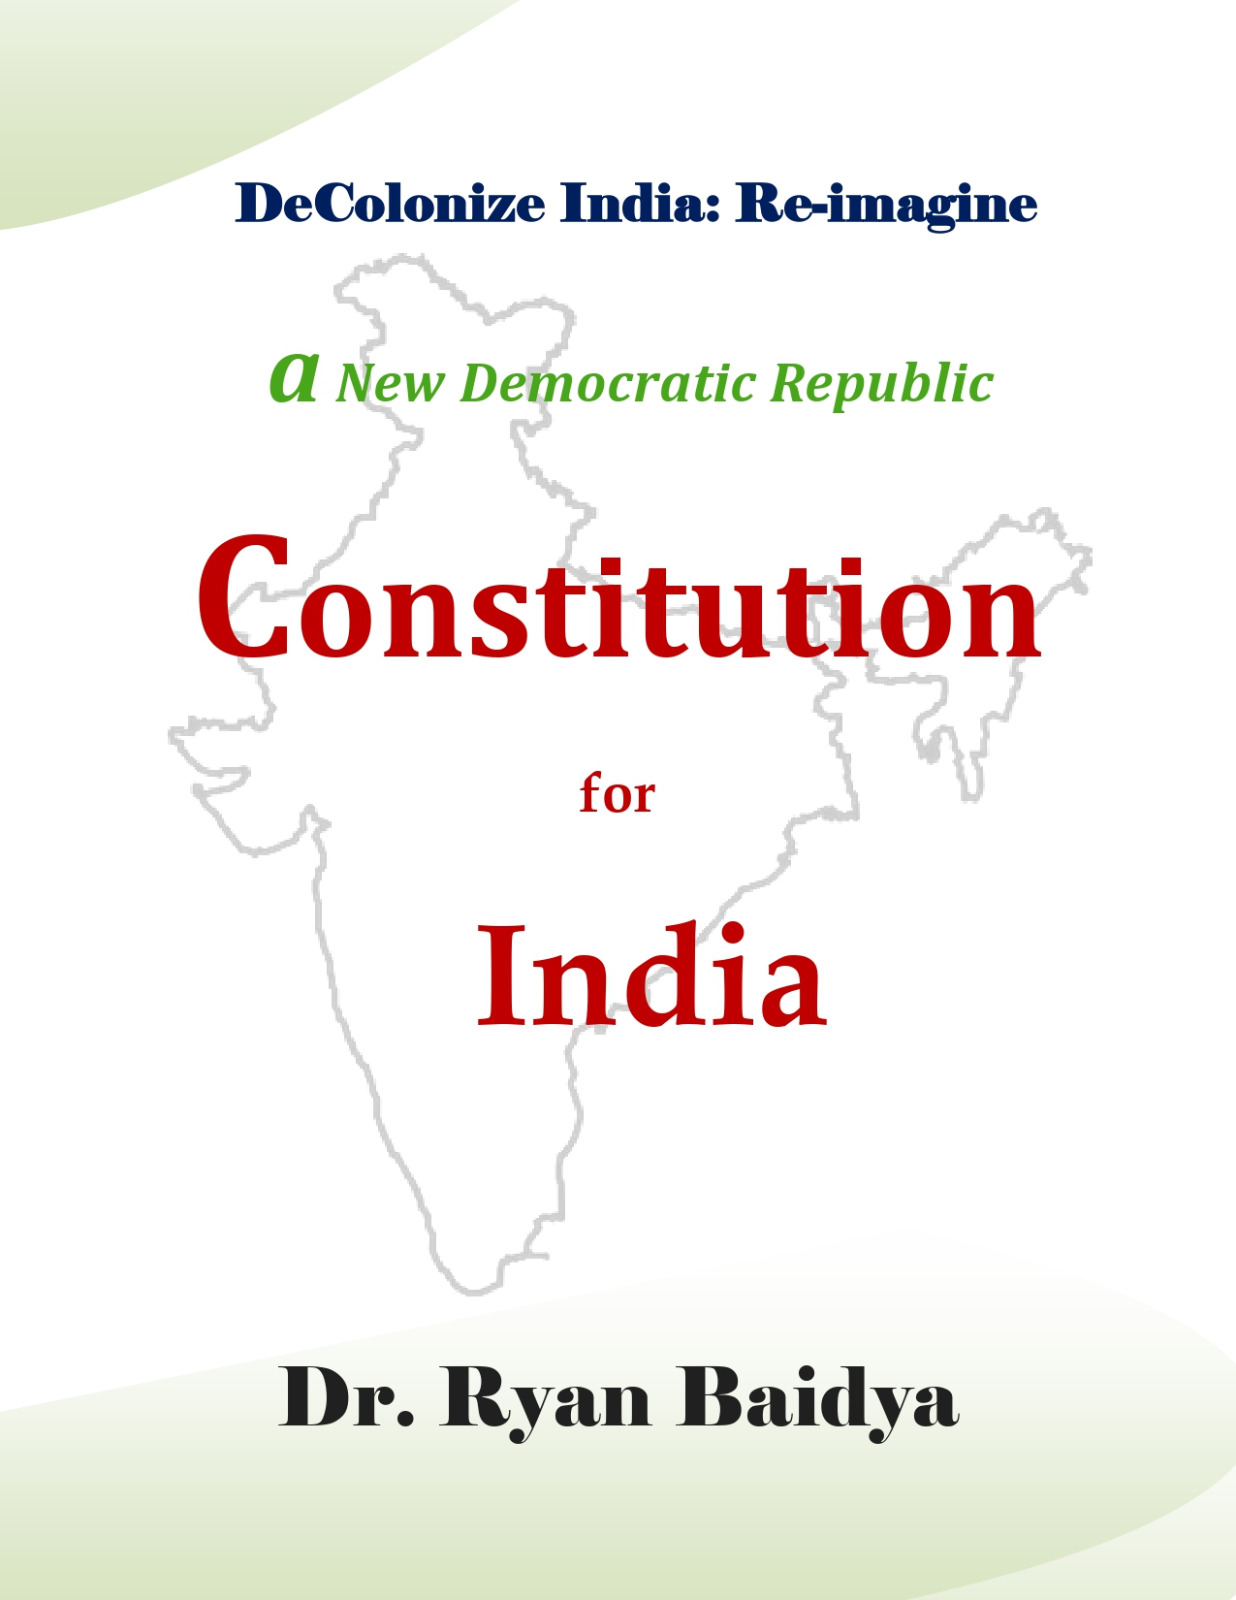 DeColonize India: Re-imagine
a New Democratic Republic
Constitution
for
India
Dr. Ryan Baidya